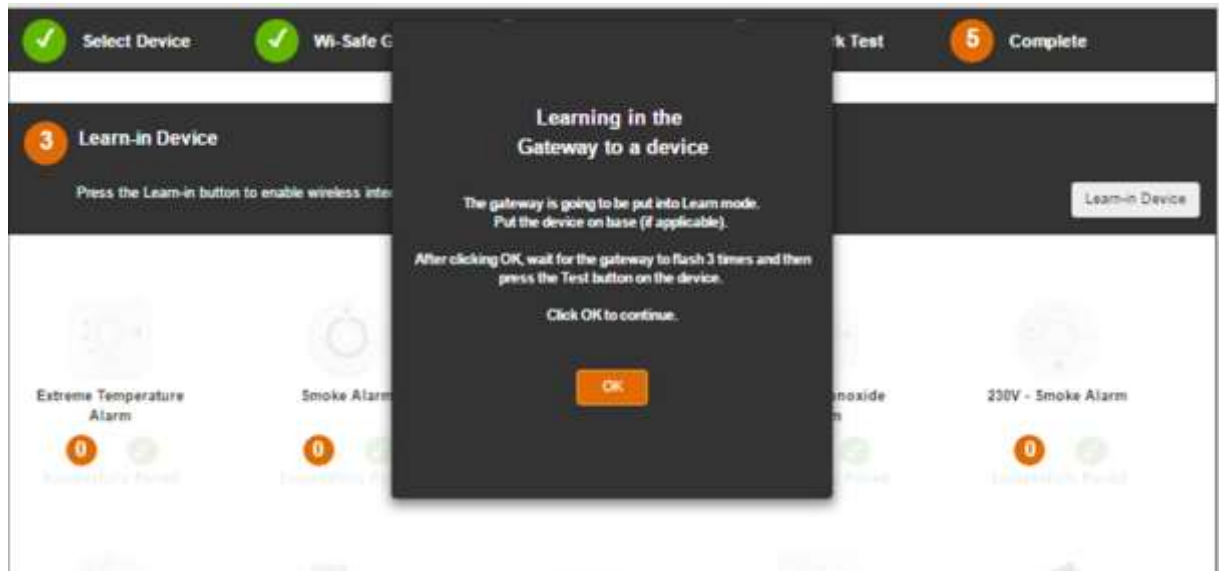 Select Device
Wi-Safe G
k Test
5
Complete
3
Learn-in Device
Press the Learn-in button to enable wireless inte
Learn-in Device
Learning in the
Gateway to a device
The gateway is going to be put into Learn mode.
Put the device on base (if applicable).
After clicking OK, wait for the gateway to flash 3 times and then
press the Test button on the device.
Click OK to continue.
OK
Extreme Temperature
Alarm
Smoke Alarm
noxide
230V - Smoke Alarm
0
0
0
Successfully Paired